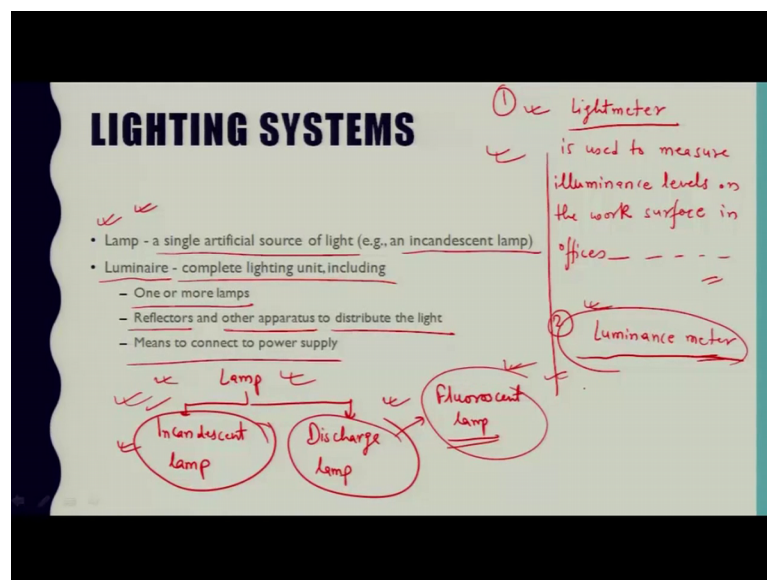 LIGHTING SYSTEMS
• Lamp - a single artificial source of light (e.g., an incandescent lamp)
• Luminaire - complete lighting unit, including
– One or more lamps
– Reflectors and other apparatus to distribute the light
– Means to connect to power supply
Lamp
Incandescent
lamp
Discharge
lamp
Fluorescent
lamp
① Lightmeter
is used to measure
illuminance levels on
the work surface in
offices
② Luminance meter